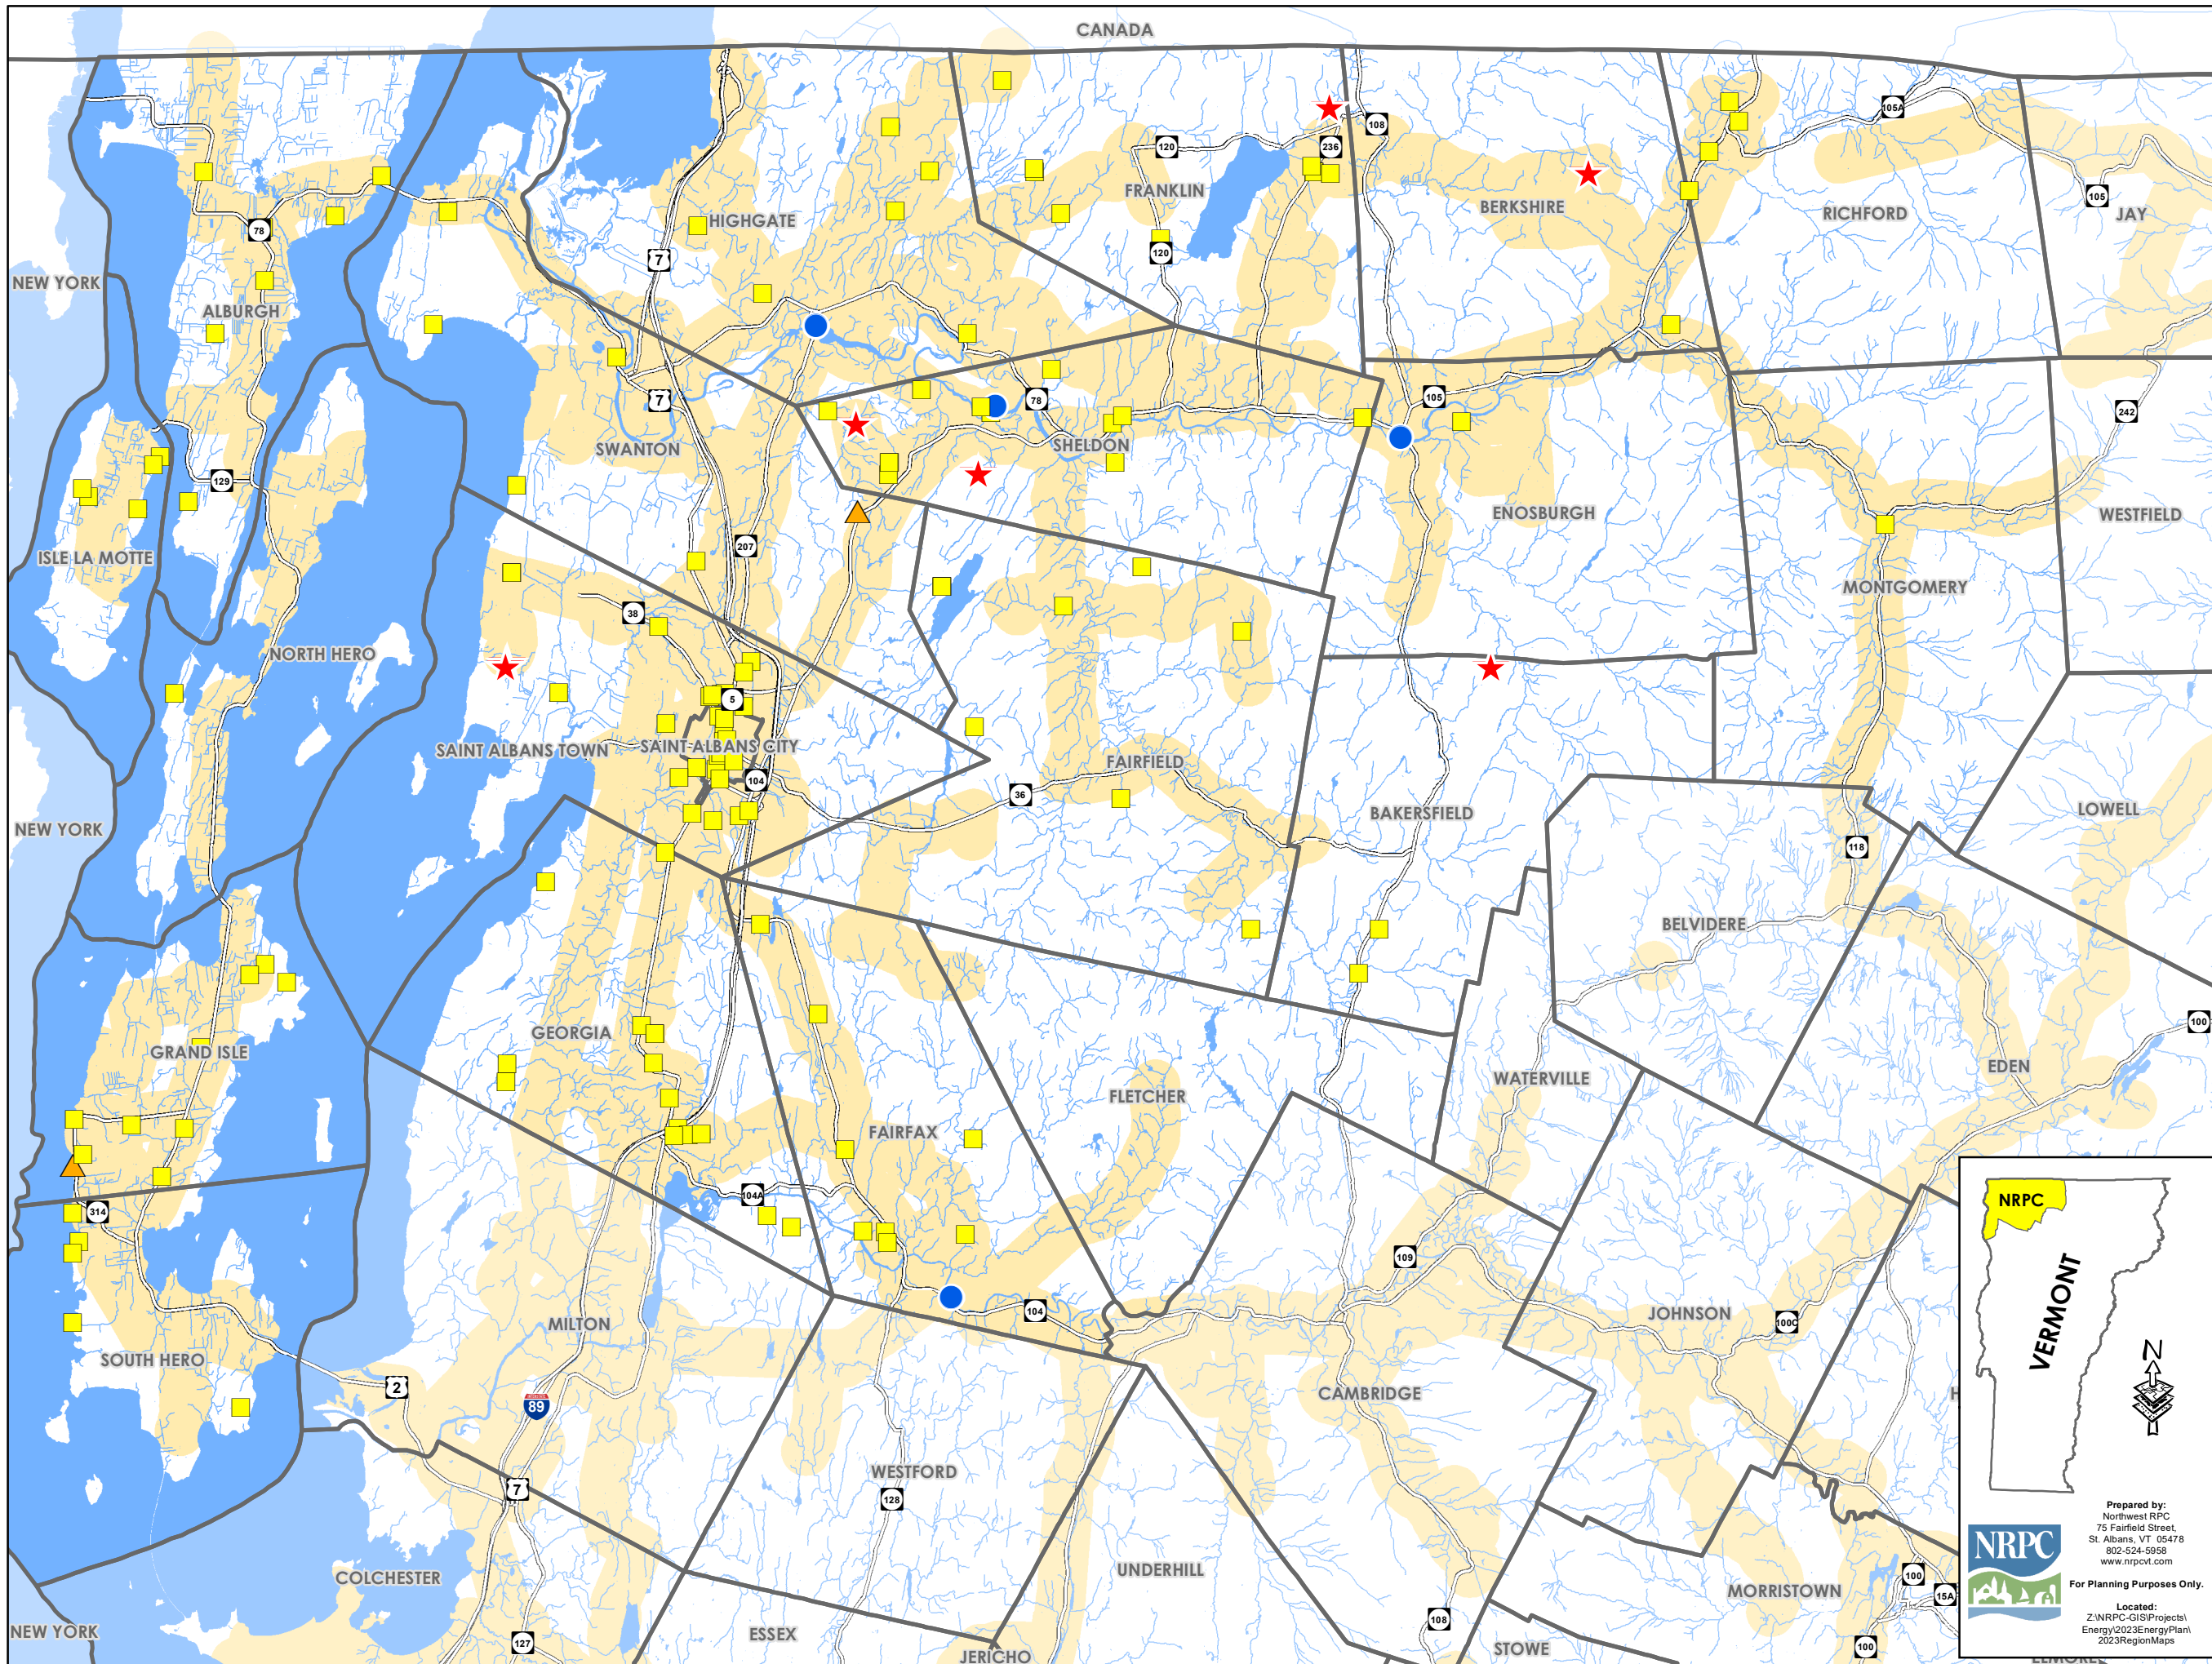 CANADA
105A
108
120
236
FRANKLIN
BERKSHIRE
RICHFORD
105
JAY
HIGHGATE
78
120
7
NEW YORK
ALBURGH
78
105
7
242
SWANTON
SHELDON
129
ENOSBURGH
WESTFIELD
207
ISLE LA MOTTE
MONTGOMERY
38
NORTH HERO
5
SAINT ALBANS TOWN
SAINT ALBANS CITY
FAIRFIELD
104
36
LOWELL
BAKERSFIELD
NEW YORK
118
BELVIDERE
100
GEORGIA
GRAND ISLE
EDEN
WATERVILLE
FLETCHER
FAIRFAX
104A
314
109
104
JOHNSON
100C
MILTON
SOUTH HERO
2
CAMBRIDGE
H
89
WESTFORD
7
128
COLCHESTER
UNDERHILL
MORRISTOWN
100
15A
108
NEW YORK
ESSEX
127
STOWE
100
JERICHO
ELMORE
NRPC
VERMONT
N
Prepared by:
Northwest RPC
75 Fairfield Street,
St. Albans, VT 05478
802-524-5958
www.nrpcvt.com
NRPC
For Planning Purposes Only.
Located:
Z:\NRPC-GIS\Projects\
Energy\2023EnergyPlan\
2023RegionMaps